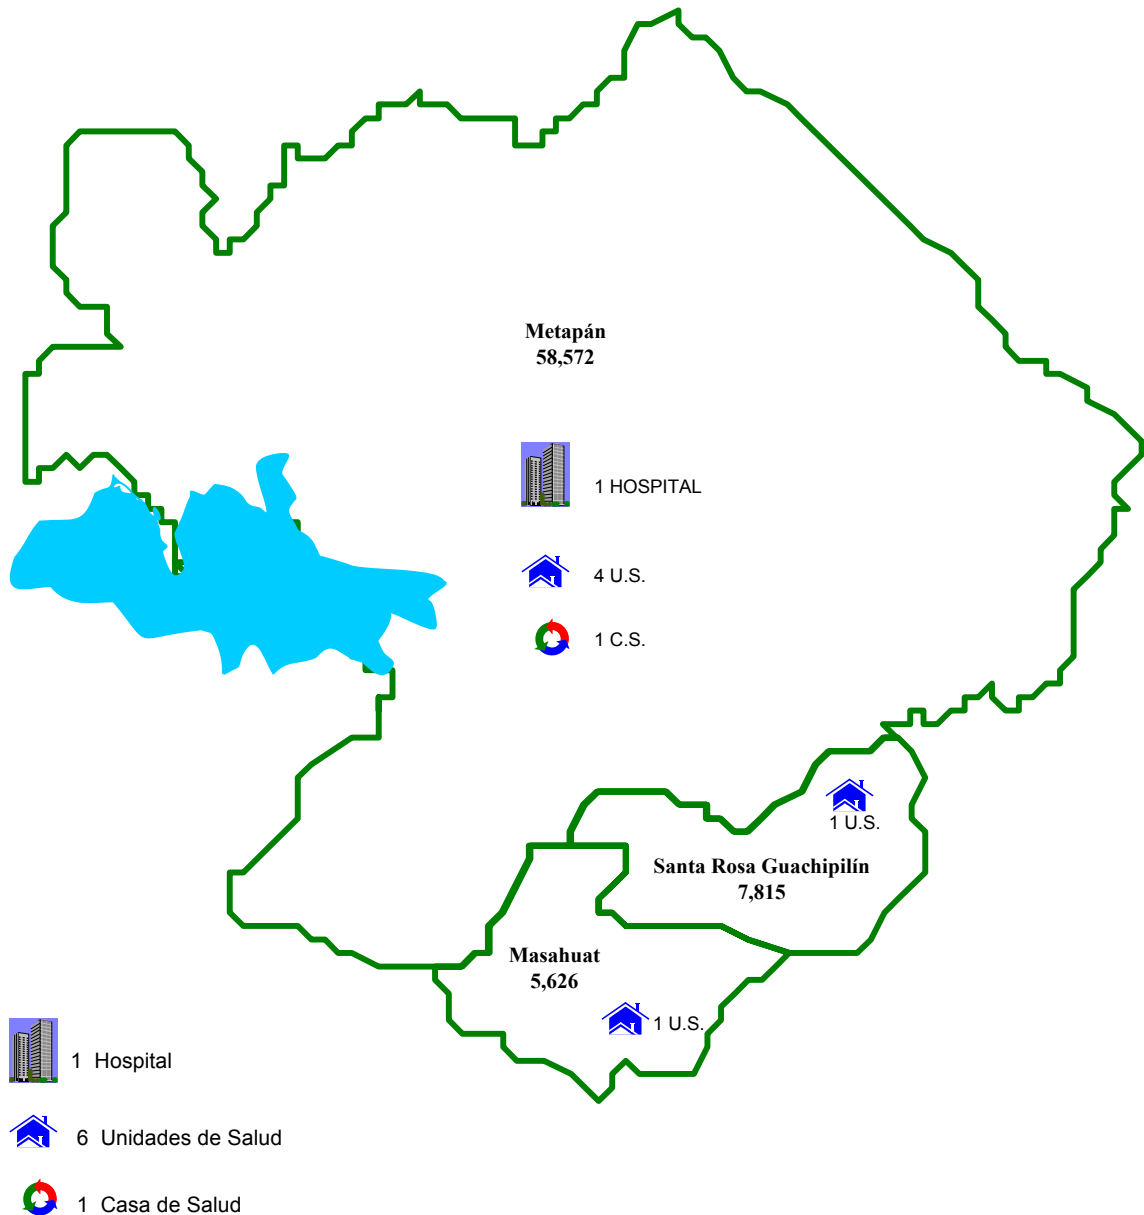 Metapán
58,572
1 HOSPITAL
4 U.S.
1 C.S.
1 U.S.
Santa Rosa Guachipilín
7,815
Masahuat
5,626
1 U.S.
1 Hospital
6 Unidades de Salud
1 Casa de Salud